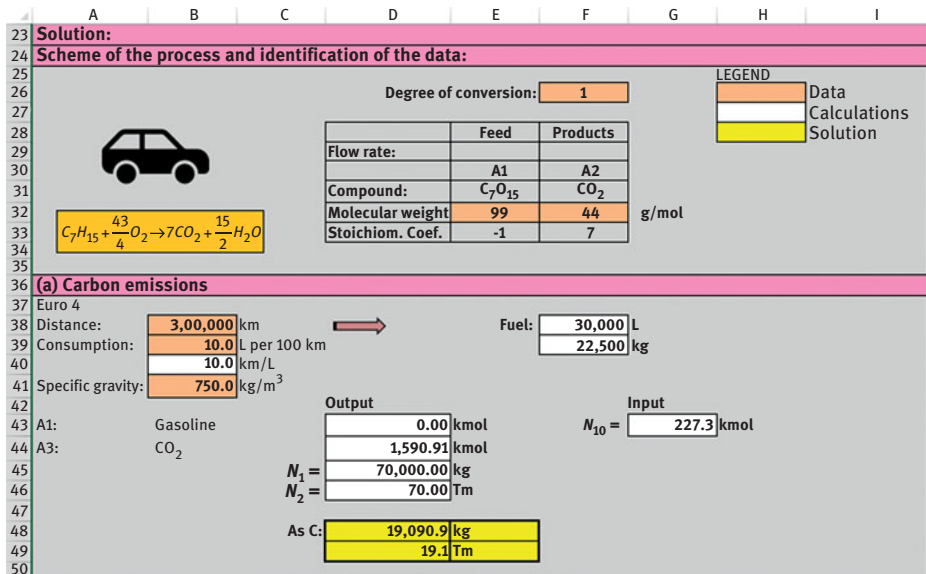 A B C D E F G H I
23 Solution:
24 Scheme of the process and identification of the data:
25 LEGEND
26 Degree of conversion: 1 Data
27 Calculations
28 Feed Products Solution
29 Flow rate:
30 A1 A2
31 Compound: C₇O₁₅ CO₂
32 Molecular weight 99 44 g/mol
33 Stoichiom. Coef. -1 7
C₇H₁₅ + 43/4 O₂ → 7CO₂ + 15/2 H₂O
34
35
36 (a) Carbon emissions
37 Euro 4
38 Distance: 3,00,000 km Fuel: 30,000 L
39 Consumption: 10.0 L per 100 km 22,500 kg
40 10.0 km/L
41 Specific gravity: 750.0 kg/m³
42 Output Input
43 A1: Gasoline 0.00 kmol N₁₀ = 227.3 kmol
44 A3: CO₂ 1,590.91 kmol
45 N₁ = 70,000.00 kg
46 N₂ = 70.00 Tm
47
48 As C: 19,090.9 kg
49 19.1 Tm
50